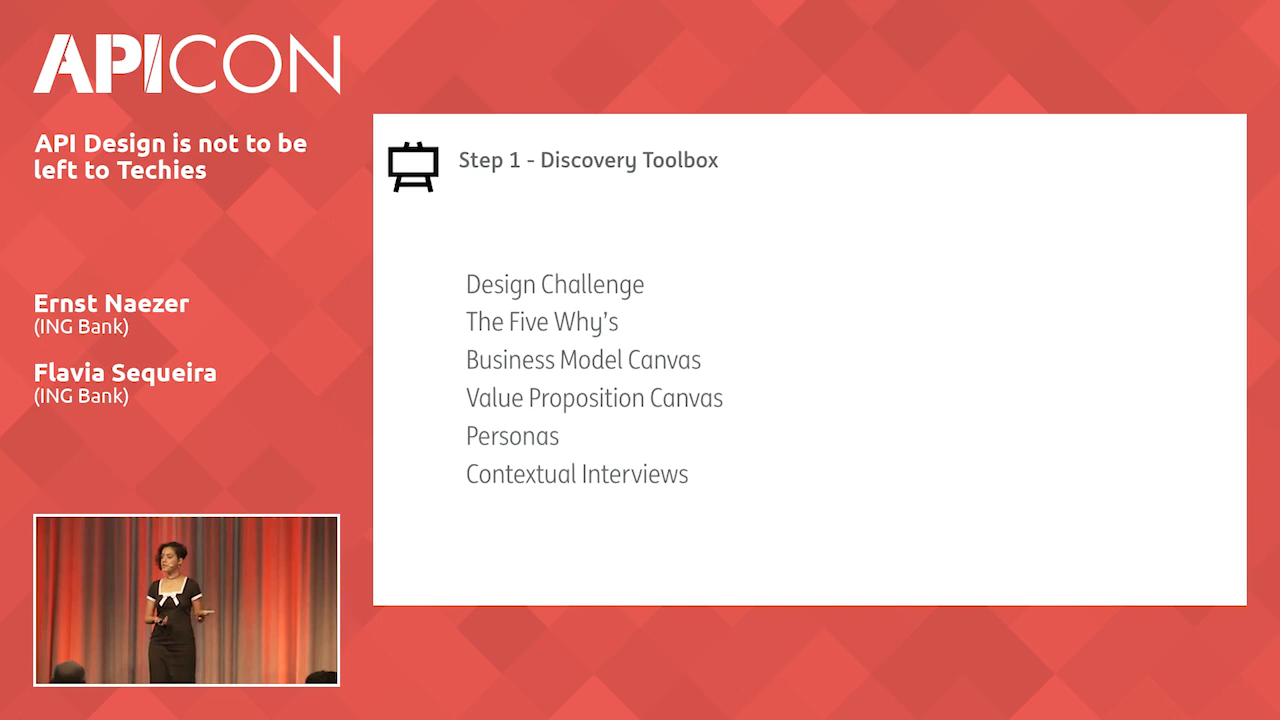 APICON
API Design is not to be
left to Techies
Ernst Naezer
(ING Bank)
Flavia Sequeira
(ING Bank)
Step 1 - Discovery Toolbox
Design Challenge
The Five Why's
Business Model Canvas
Value Proposition Canvas
Personas
Contextual Interviews